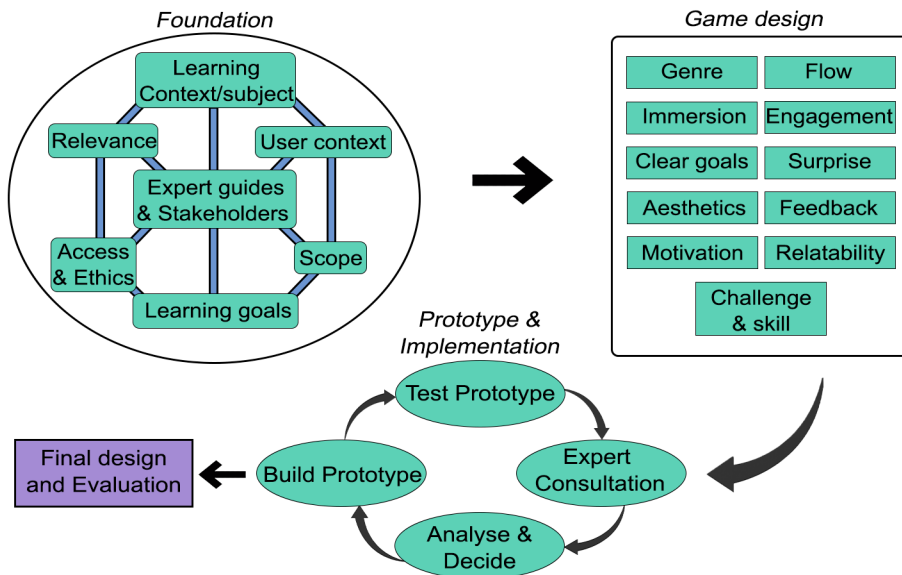 Foundation
Learning
Context/subject
Relevance
User context
Expert guides
& Stakeholders
Access
& Ethics
Scope
Learning goals
Game design
Genre
Flow
Immersion
Engagement
Clear goals
Surprise
Aesthetics
Feedback
Motivation
Relatability
Challenge
& skill
Prototype &
Implementation
Test Prototype
Expert
Consultation
Analyse &
Decide
Build Prototype
Final design
and Evaluation